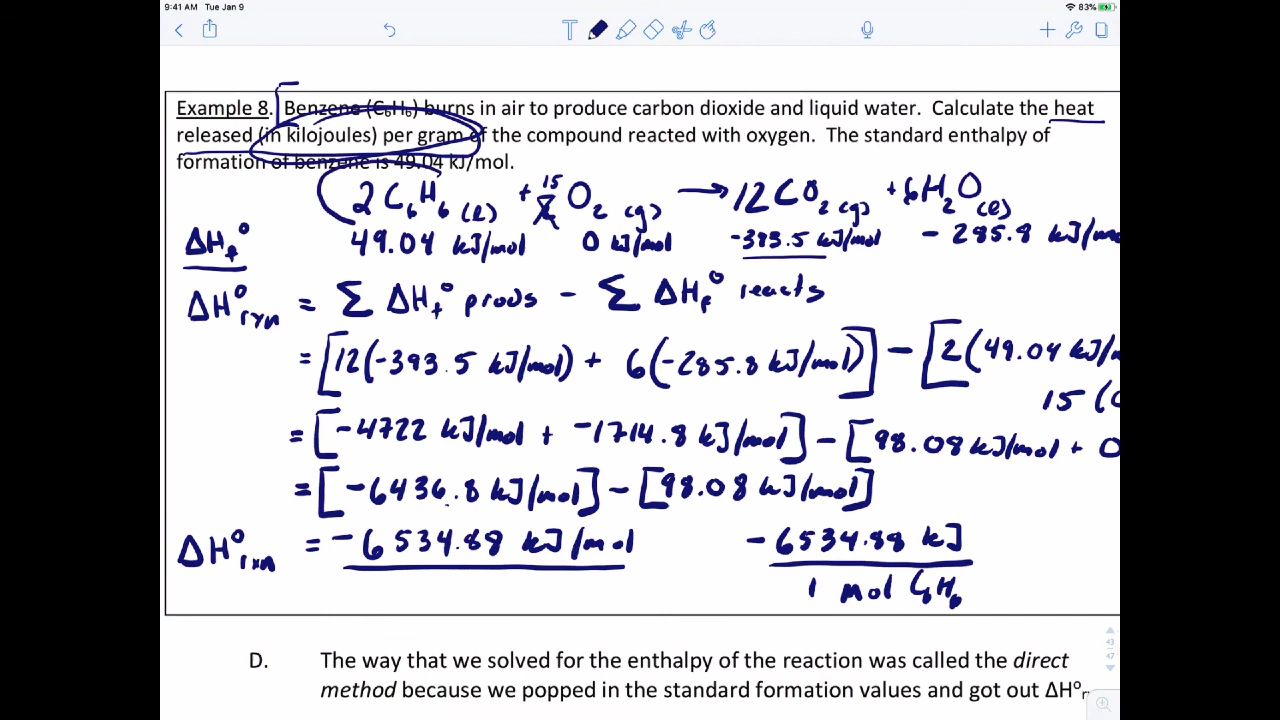 9:41 AM Tue Jan 9
83%
T
Example 8. Benzene (C₆H₆) burns in air to produce carbon dioxide and liquid water. Calculate the heat
released (in kilojoules) per gram of the compound reacted with oxygen. The standard enthalpy of
formation of benzene is 49.04 kJ/mol.
2C₆H₆ (l) + 15 O₂ (g) → 12CO₂ (g) + 6H₂O (l)
ΔHf° 49.04 kJ/mol 0 kJ/mol -393.5 kJ/mol - 285.8 kJ/mo
ΔH°rxn = Σ ΔHf° prods - Σ ΔHf° reacts
= [12(-393.5 kJ/mol) + 6(-285.8 kJ/mol)] - [2(49.04 kJ/m
15 (
= [-4722 kJ/mol + -1714.8 kJ/mol] - [98.08 kJ/mol + 0
= [-6436.8 kJ/mol] - [98.08 kJ/mol]
ΔH°rxn = -6534.88 kJ/mol -6534.88 kJ
1 mol C₆H₆
43
47
D. The way that we solved for the enthalpy of the reaction was called the direct
method because we popped in the standard formation values and got out ΔH°r